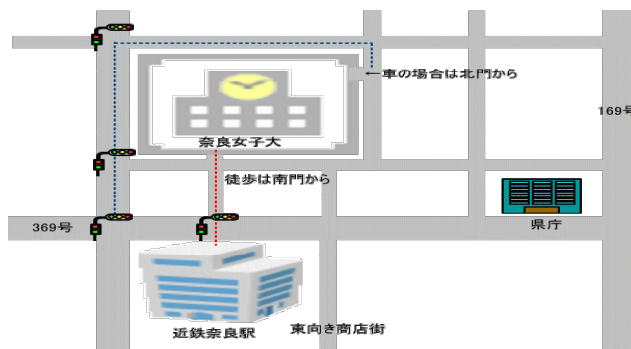 ←車の場合は北門から
169号
奈良女子大
徒歩は南門から
369号
県庁
近鉄奈良駅
東向き商店街